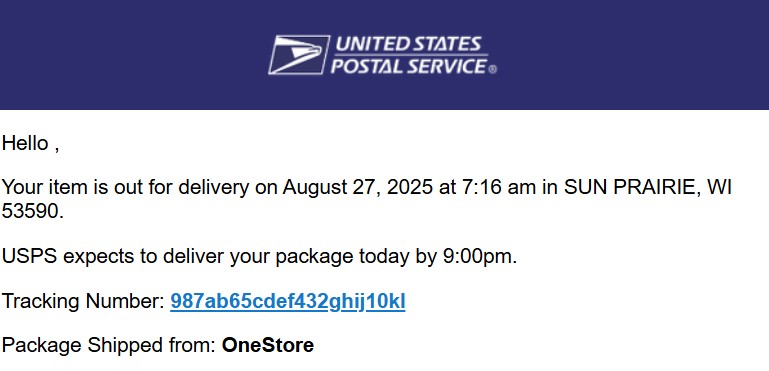 UNITED STATES
POSTAL SERVICE®
Hello ,
Your item is out for delivery on August 27, 2025 at 7:16 am in SUN PRAIRIE, WI
53590.
USPS expects to deliver your package today by 9:00pm.
Tracking Number: 987ab65cdef432ghij10kl
Package Shipped from: OneStore